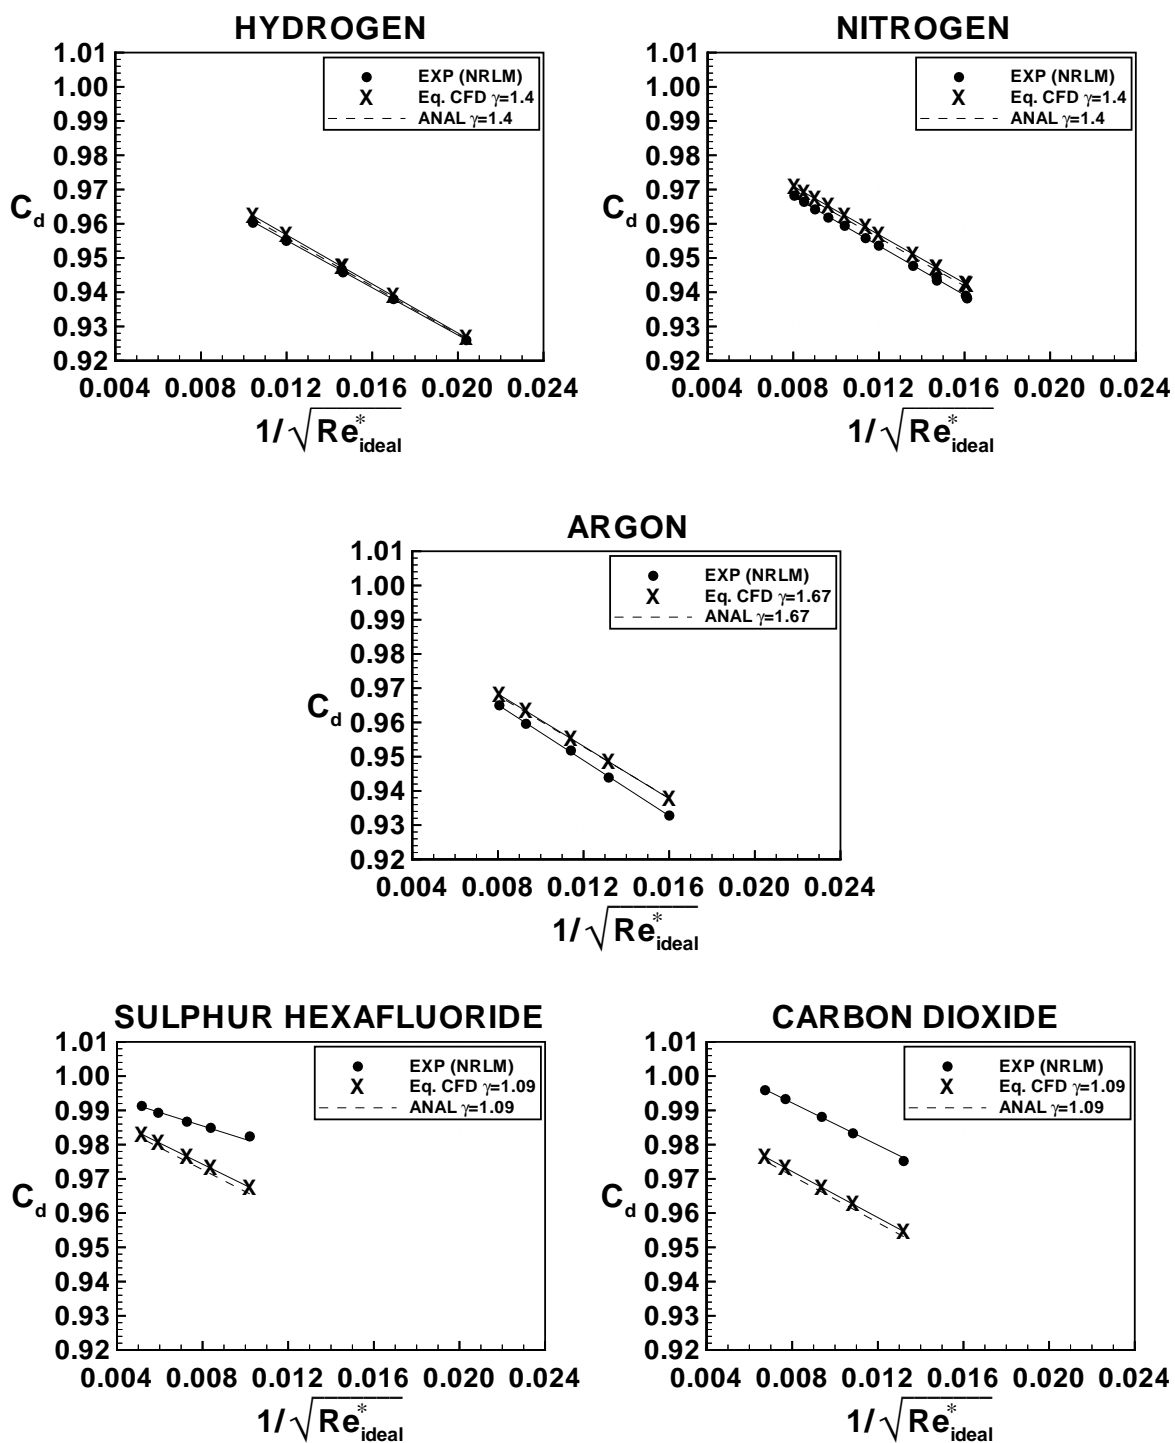 HYDROGEN
1.01
1.00
0.99
0.98
0.97
0.96
0.95
0.94
0.93
0.92
C_d
EXP (NRLM)
Eq. CFD γ=1.4
ANAL γ=1.4
0.004 0.008 0.012 0.016 0.020 0.024
1/√Re*_ideal
NITROGEN
1.01
1.00
0.99
0.98
0.97
0.96
0.95
0.94
0.93
0.92
C_d
EXP (NRLM)
Eq. CFD γ=1.4
ANAL γ=1.4
0.004 0.008 0.012 0.016 0.020 0.024
1/√Re*_ideal
ARGON
1.01
1.00
0.99
0.98
0.97
0.96
0.95
0.94
0.93
0.92
C_d
EXP (NRLM)
Eq. CFD γ=1.67
ANAL γ=1.67
0.004 0.008 0.012 0.016 0.020 0.024
1/√Re*_ideal
SULPHUR HEXAFLUORIDE
1.01
1.00
0.99
0.98
0.97
0.96
0.95
0.94
0.93
0.92
C_d
EXP (NRLM)
Eq. CFD γ=1.09
ANAL γ=1.09
0.004 0.008 0.012 0.016 0.020 0.024
1/√Re*_ideal
CARBON DIOXIDE
1.01
1.00
0.99
0.98
0.97
0.96
0.95
0.94
0.93
0.92
C_d
EXP (NRLM)
Eq. CFD γ=1.09
ANAL γ=1.09
0.004 0.008 0.012 0.016 0.020 0.024
1/√Re*_ideal